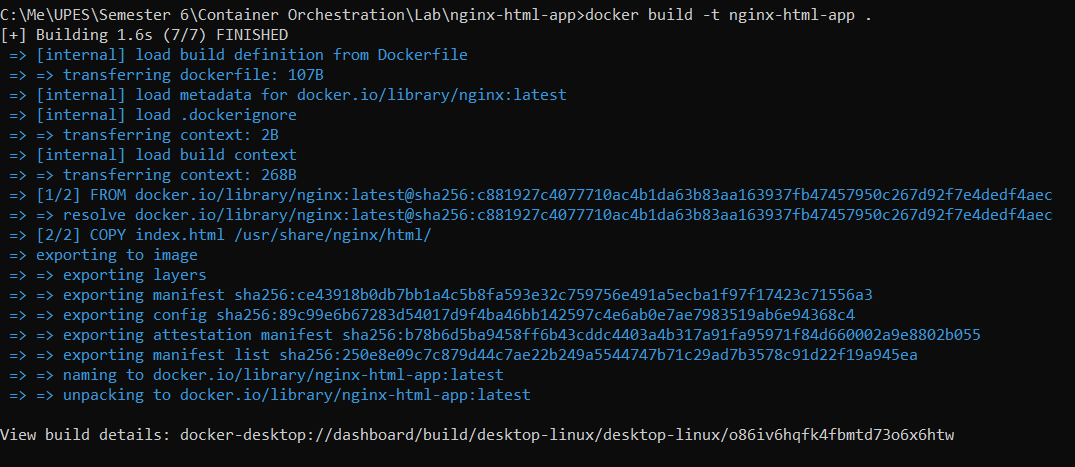 C:\Me\UPES\Semester 6\Container Orchestration\Lab\nginx-html-app>docker build -t nginx-html-app .
[+] Building 1.6s (7/7) FINISHED
=> [internal] load build definition from Dockerfile
=> => transferring dockerfile: 107B
=> [internal] load metadata for docker.io/library/nginx:latest
=> [internal] load .dockerignore
=> => transferring context: 2B
=> [internal] load build context
=> => transferring context: 268B
=> [1/2] FROM docker.io/library/nginx:latest@sha256:c881927c4077710ac4b1da63b83aa163937fb47457950c267d92f7e4dedf4aec
=> => resolve docker.io/library/nginx:latest@sha256:c881927c4077710ac4b1da63b83aa163937fb47457950c267d92f7e4dedf4aec
=> [2/2] COPY index.html /usr/share/nginx/html/
=> exporting to image
=> => exporting layers
=> => exporting manifest sha256:ce43918b0db7bb1a4c5b8fa593e32c759756e491a5ecba1f97f17423c71556a3
=> => exporting config sha256:89c99e6b67283d54017d9f4ba46bb142597c4e6ab0e7ae7983519ab6e94368c4
=> => exporting attestation manifest sha256:b78b6d5ba9458ff6b43cddc4403a4b317a91fa95971f84d660002a9e8802b055
=> => exporting manifest list sha256:250e8e09c7c879d44c7ae22b249a5544747b71c29ad7b3578c91d22f19a945ea
=> => naming to docker.io/library/nginx-html-app:latest
=> => unpacking to docker.io/library/nginx-html-app:latest
View build details: docker-desktop://dashboard/build/desktop-linux/desktop-linux/o86iv6hqfk4fbmtd73o6x6htw